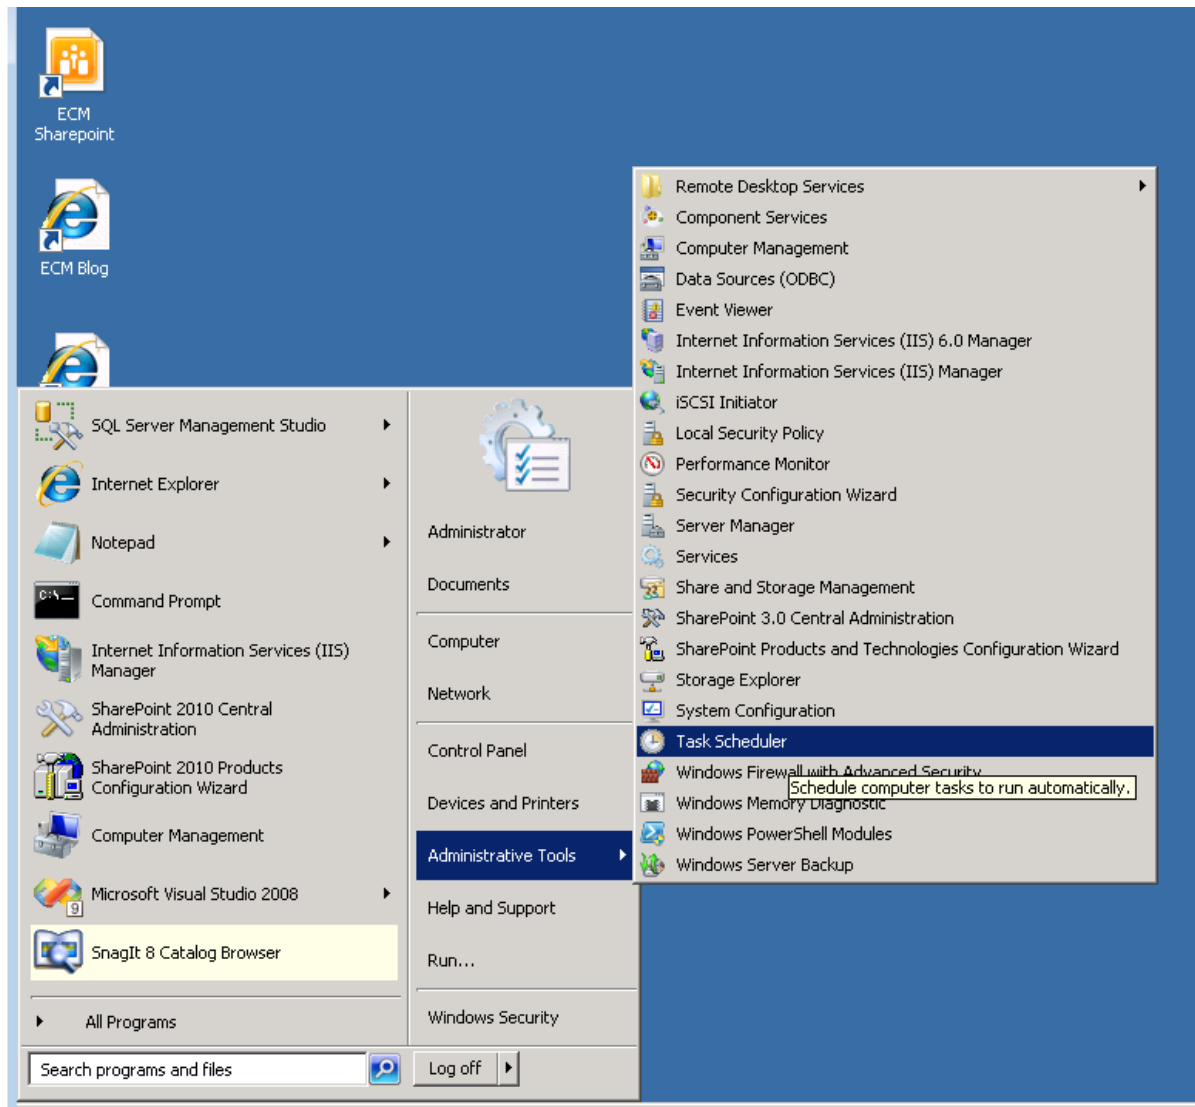 ECM
Sharepoint
ECM Blog
SQL Server Management Studio
Internet Explorer
Notepad
Command Prompt
Internet Information Services (IIS)
Manager
SharePoint 2010 Central
Administration
SharePoint 2010 Products
Configuration Wizard
Computer Management
Microsoft Visual Studio 2008
9
SnagIt 8 Catalog Browser
All Programs
Search programs and files
Administrator
Documents
Computer
Network
Control Panel
Devices and Printers
Administrative Tools
Help and Support
Run...
Windows Security
Log off
Remote Desktop Services
Component Services
Computer Management
Data Sources (ODBC)
Event Viewer
Internet Information Services (IIS) 6.0 Manager
Internet Information Services (IIS) Manager
iSCSI Initiator
Local Security Policy
Performance Monitor
Security Configuration Wizard
Server Manager
Services
Share and Storage Management
SharePoint 3.0 Central Administration
SharePoint Products and Technologies Configuration Wizard
Storage Explorer
System Configuration
Task Scheduler
Windows Firewall with Advanced Security
Schedule computer tasks to run automatically.
Windows Memory Diagnostic
Windows PowerShell Modules
Windows Server Backup